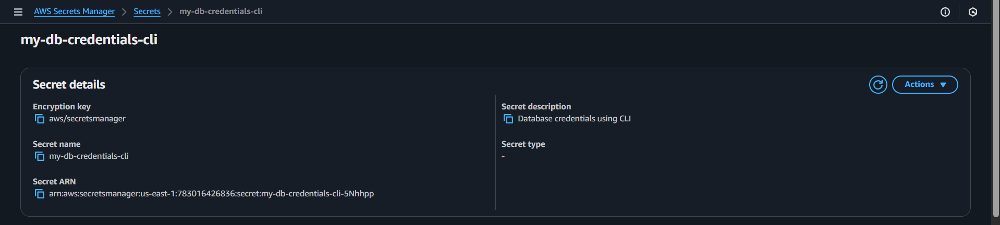 AWS Secrets Manager > Secrets > my-db-credentials-cli
my-db-credentials-cli
Secret details
Actions
Encryption key
aws/secretsmanager
Secret description
Database credentials using CLI
Secret name
my-db-credentials-cli
Secret type
-
Secret ARN
arn:aws:secretsmanager:us-east-1:783016426836:secret:my-db-credentials-cli-5Nhhpp